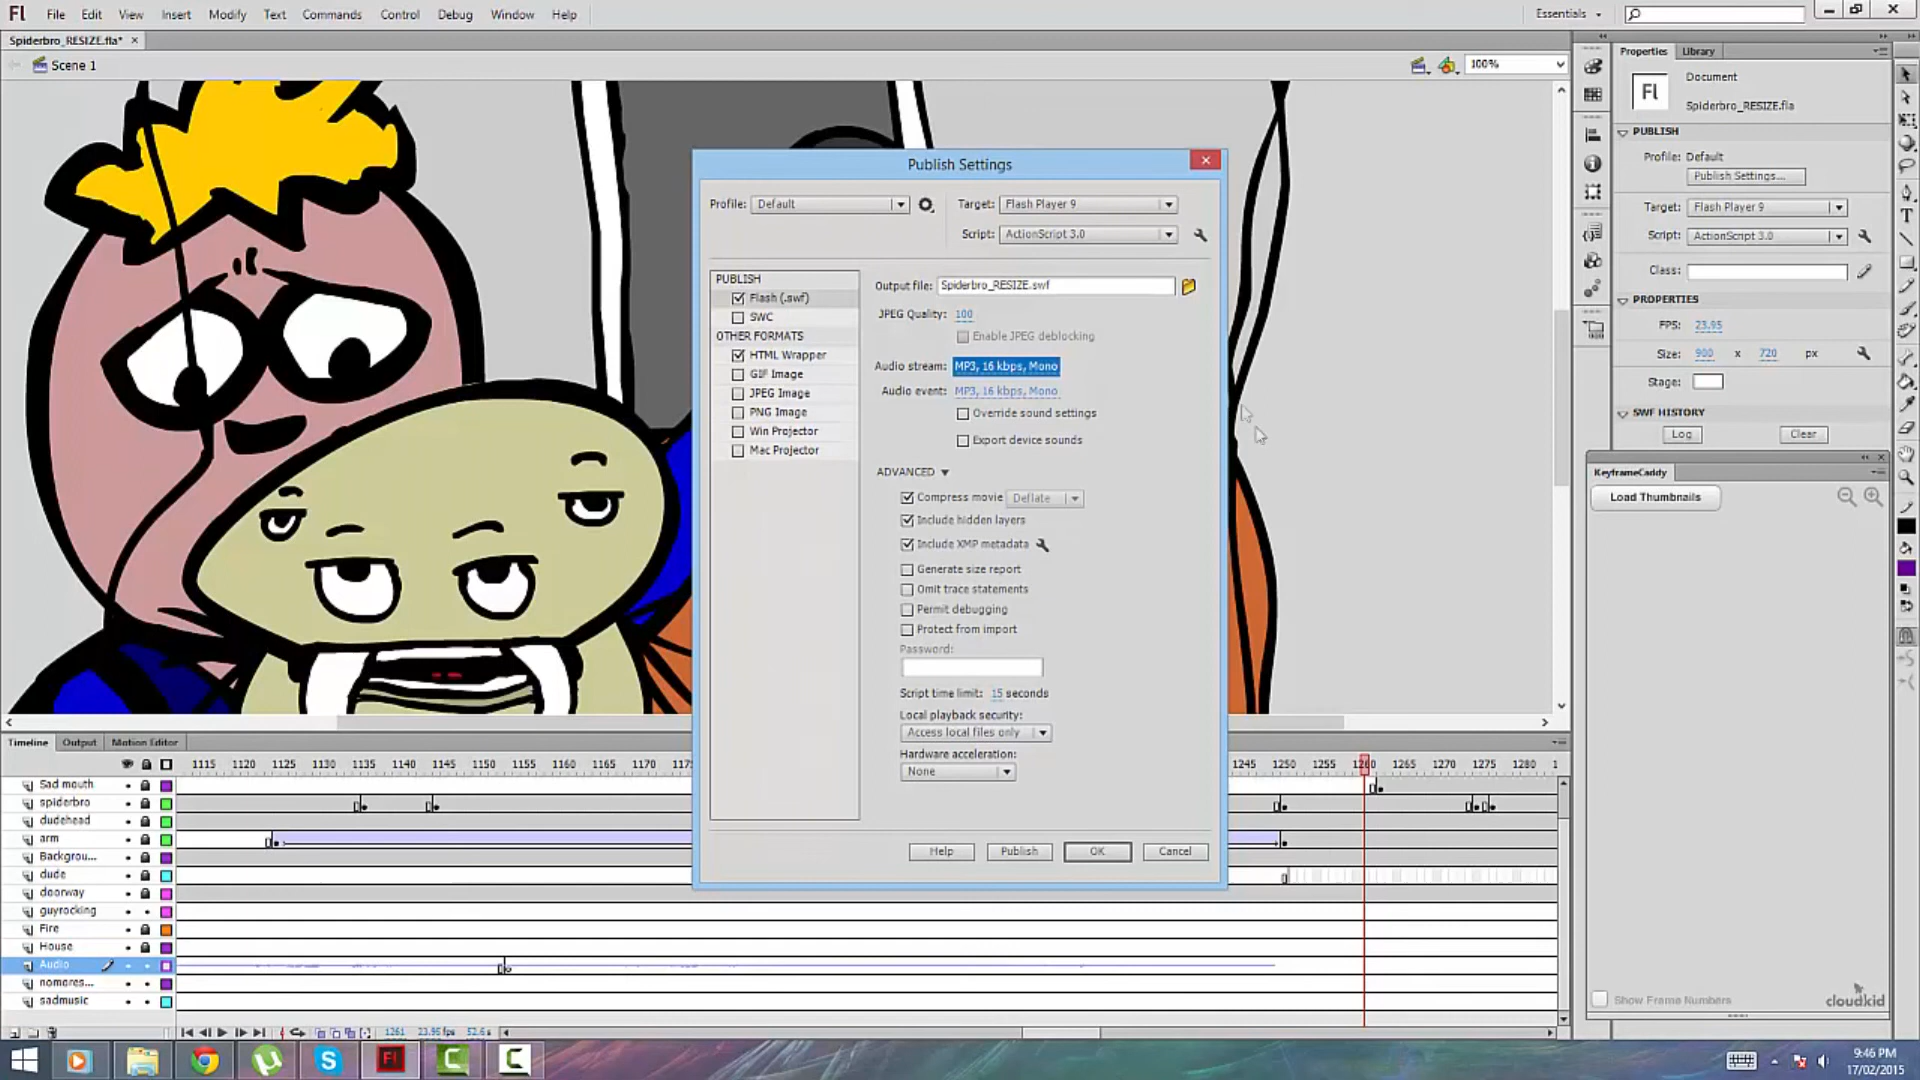 Fl File Edit View Insert Modify Text Commands Control Debug Window Help Essentials
Spiderbro_RESIZE.fla* ×
Scene 1 100%
Properties Library
Document
Fl Spiderbro_RESIZE.fla
PUBLISH
Profile: Default
Publish Settings...
Target: Flash Player 9
Script: ActionScript 3.0
Class:
PROPERTIES
FPS: 23.95
Size: 900 x 720 px
Stage:
SWF HISTORY
Log Clear
KeyframeCaddy
Load Thumbnails
Show Frame Numbers cloudkid
Publish Settings
Profile: Default Target: Flash Player 9
Script: ActionScript 3.0
PUBLISH
Flash (.swf)
SWC
OTHER FORMATS
HTML Wrapper
GIF Image
JPEG Image
PNG Image
Win Projector
Mac Projector
Output file: Spiderbro_RESIZE.swf
JPEG Quality: 100
Enable JPEG deblocking
Audio stream: MP3, 16 kbps, Mono
Audio event: MP3, 16 kbps, Mono
Override sound settings
Export device sounds
ADVANCED
Compress movie Deflate
Include hidden layers
Include XMP metadata
Generate size report
Omit trace statements
Permit debugging
Protect from import
Password:
Script time limit: 15 seconds
Local playback security:
Access local files only
Hardware acceleration:
None
Help Publish OK Cancel
Timeline Output Motion Editor
1115 1120 1125 1130 1135 1140 1145 1150 1155 1160 1165 1170 1245 1250 1255 1260 1265 1270 1275 1280
Sad mouth
spiderbro
dudehead
arm
Backgrou...
dude
doorway
guyrocking
Fire
House
Audio
nomores...
sadmusic
1261 23.95 fps 52.6 s
9:46 PM
17/02/2015